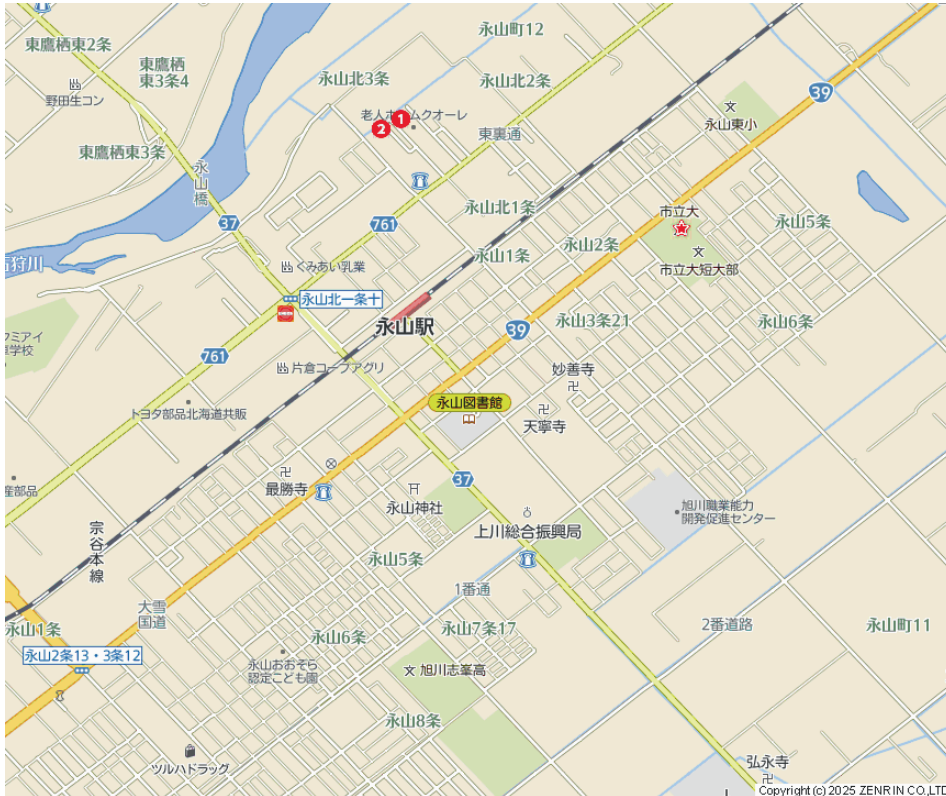 永山町12
東鷹栖東2条
東鷹栖
東3条4
永山北3条
永山北2条
39
野田生コン
老人ホームクオーレ
1
2
永山東小
東裏通
東鷹栖東3条
永山橋
37
761
永山北1条
市立大
永山5条
永山1条
永山2条
市立大短大部
石狩川
くみあい乳業
永山北一条十
永山駅
39
永山3条21
永山6条
761
片倉コープアグリ
妙善寺
トヨタ部品北海道共販
永山図書館
天寧寺
最勝寺
37
永山神社
旭川職業能力
開発促進センター
上川総合振興局
宗谷本線
永山5条
1番通
大雪
国道
永山1条
永山6条
永山7条17
2番道路
永山町11
永山2条13・3条12
永山おおそら
認定こども園
旭川志峯高
永山8条
ツルハドラッグ
弘永寺
Copyright (c) 2025 ZENRIN CO.,LTD